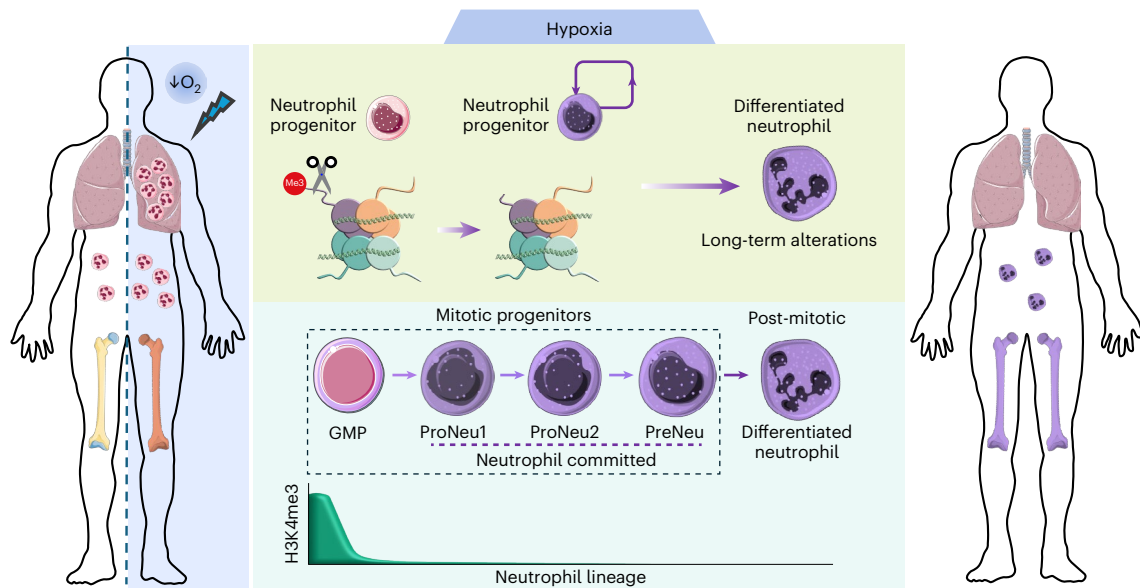 Hypoxia
↓O₂
Neutrophil
progenitor
Neutrophil
progenitor
Differentiated
neutrophil
Me3
Long-term alterations
Mitotic progenitors
Post-mitotic
GMP
ProNeu1
ProNeu2
PreNeu
Differentiated
neutrophil
Neutrophil committed
H3K4me3
Neutrophil lineage